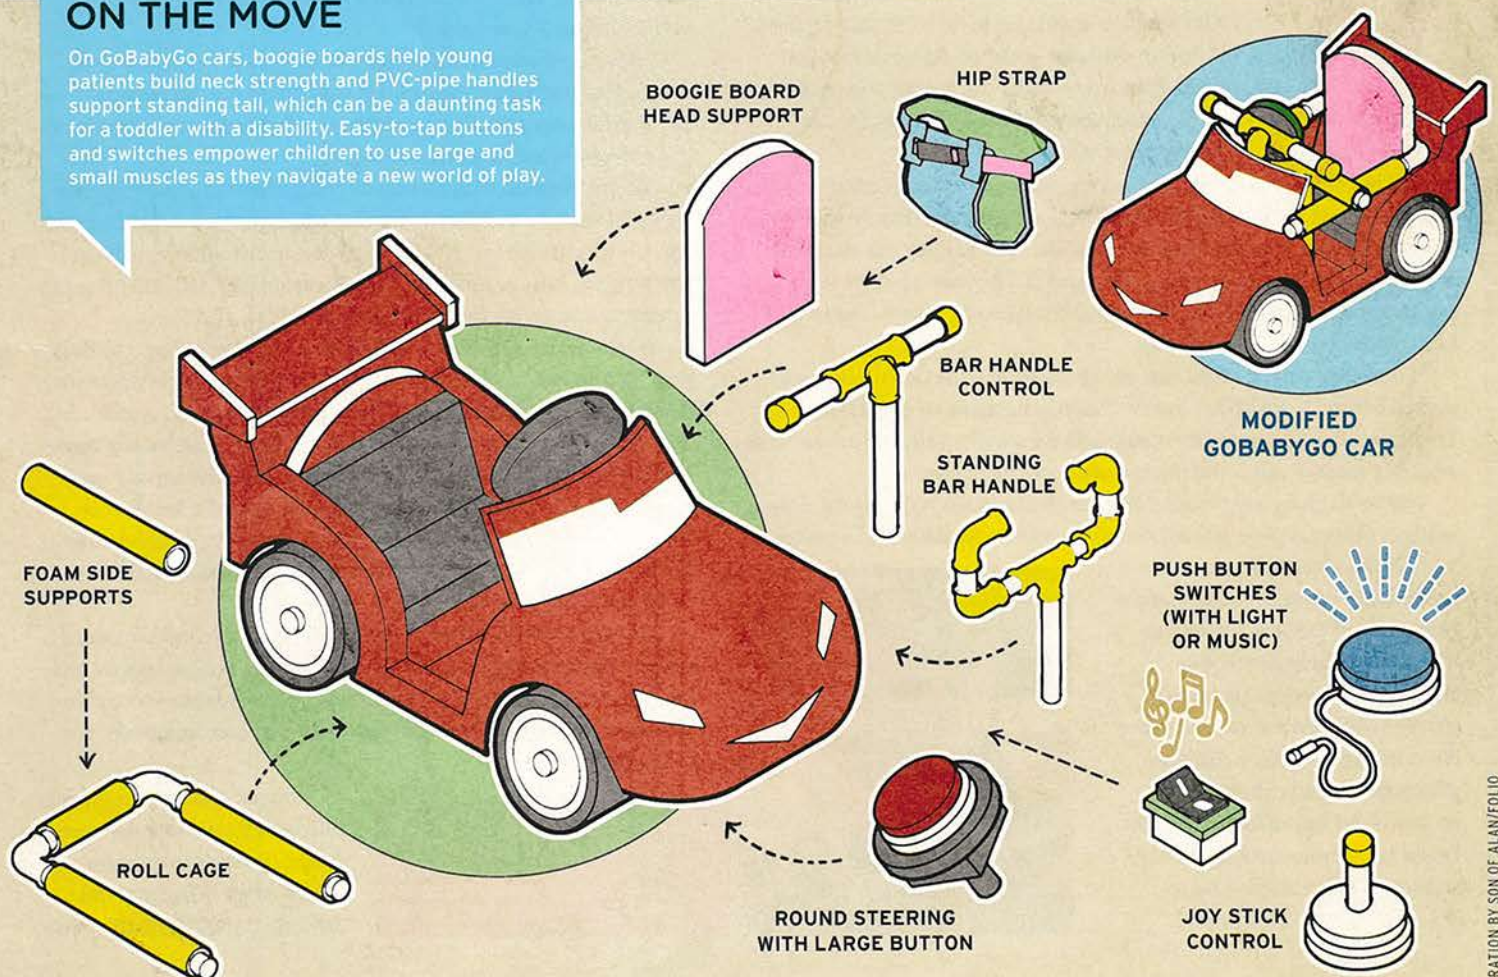 ON THE MOVE
On GoBabyGo cars, boogie boards help young
patients build neck strength and PVC-pipe handles
support standing tall, which can be a daunting task
for a toddler with a disability. Easy-to-tap buttons
and switches empower children to use large and
small muscles as they navigate a new world of play.
BOOGIE BOARD
HEAD SUPPORT
HIP STRAP
BAR HANDLE
CONTROL
MODIFIED
GOBABYGO CAR
STANDING
BAR HANDLE
FOAM SIDE
SUPPORTS
PUSH BUTTON
SWITCHES
(WITH LIGHT
OR MUSIC)
ROLL CAGE
ROUND STEERING
WITH LARGE BUTTON
JOY STICK
CONTROL
BY SON OF ALAN/FOLIO